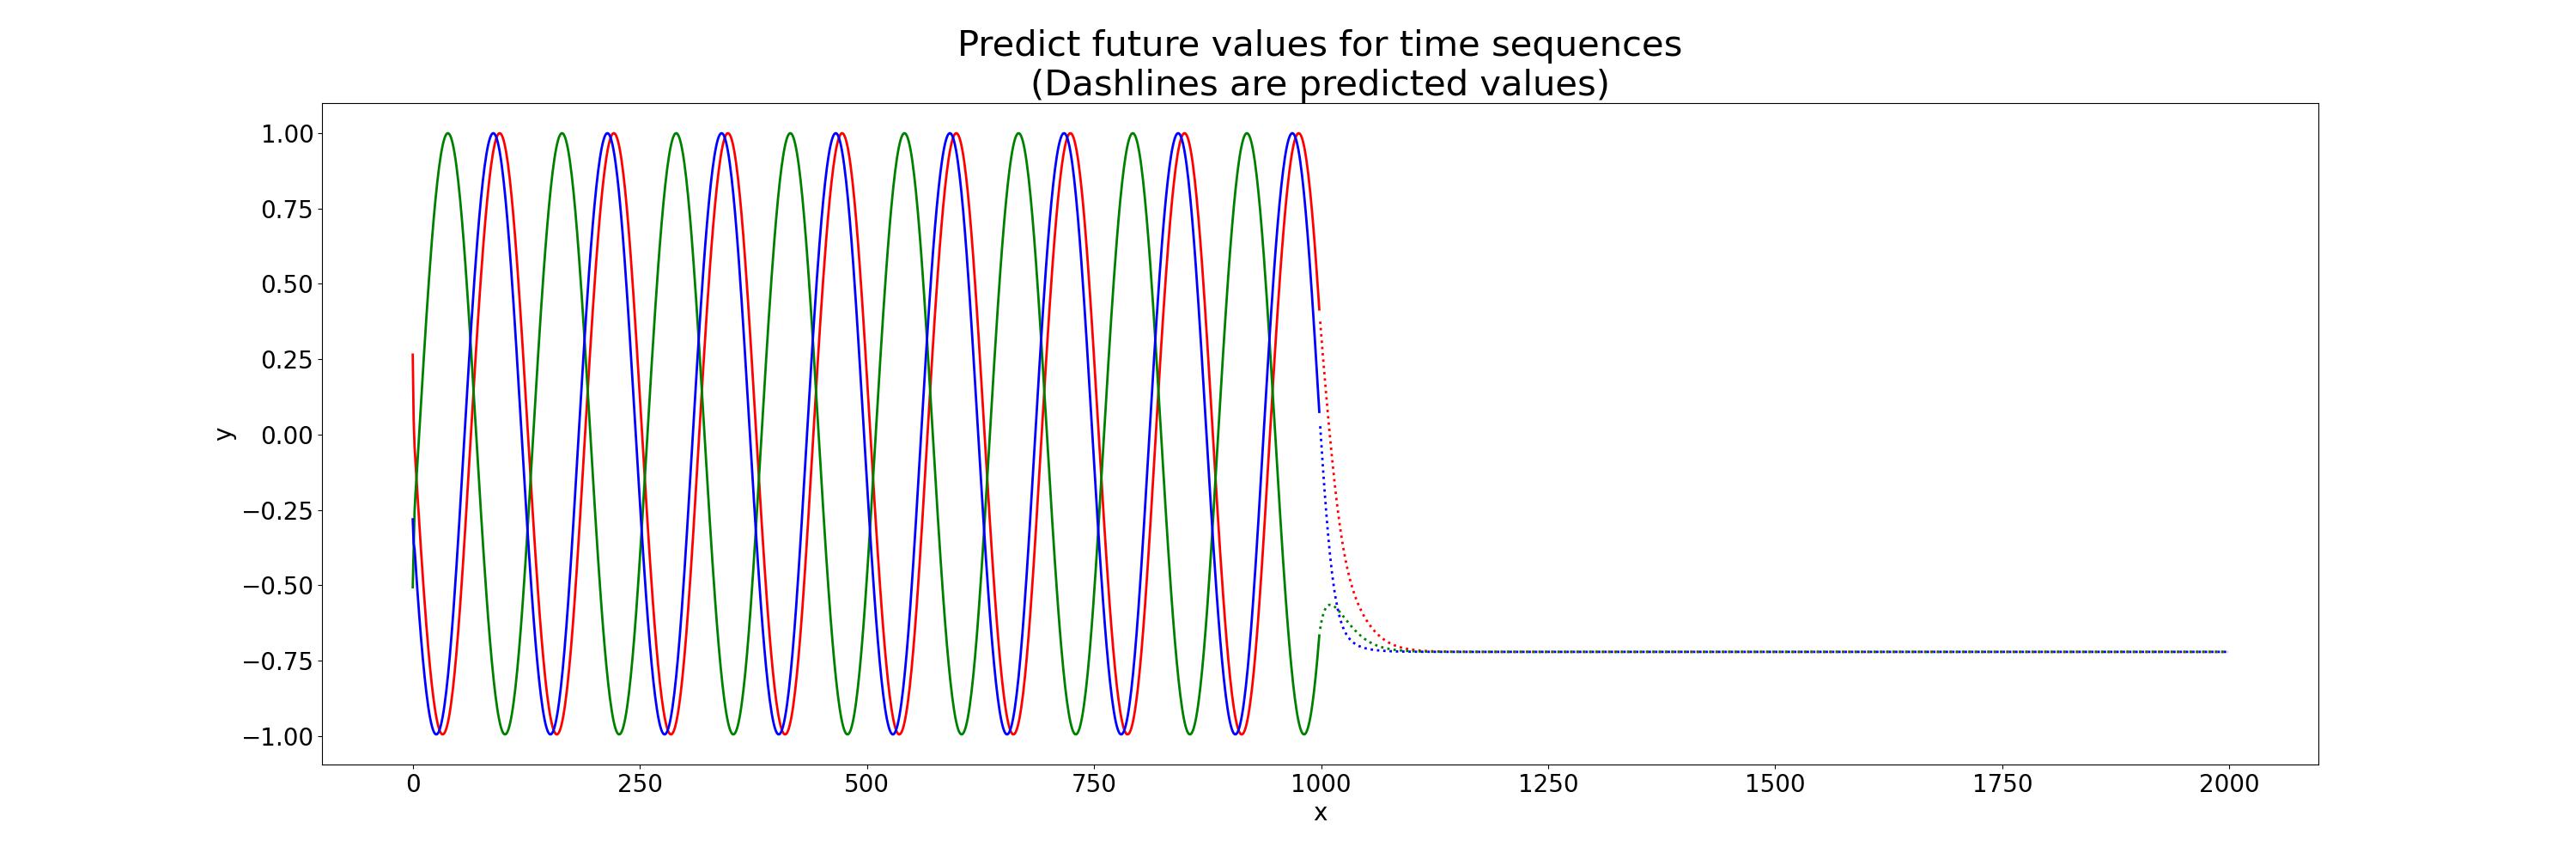 Predict future values for time sequences
(Dashlines are predicted values)
1.00
0.75
0.50
0.25
0.00
−0.25
−0.50
−0.75
−1.00
y
0 250 500 750 1000 1250 1500 1750 2000
x